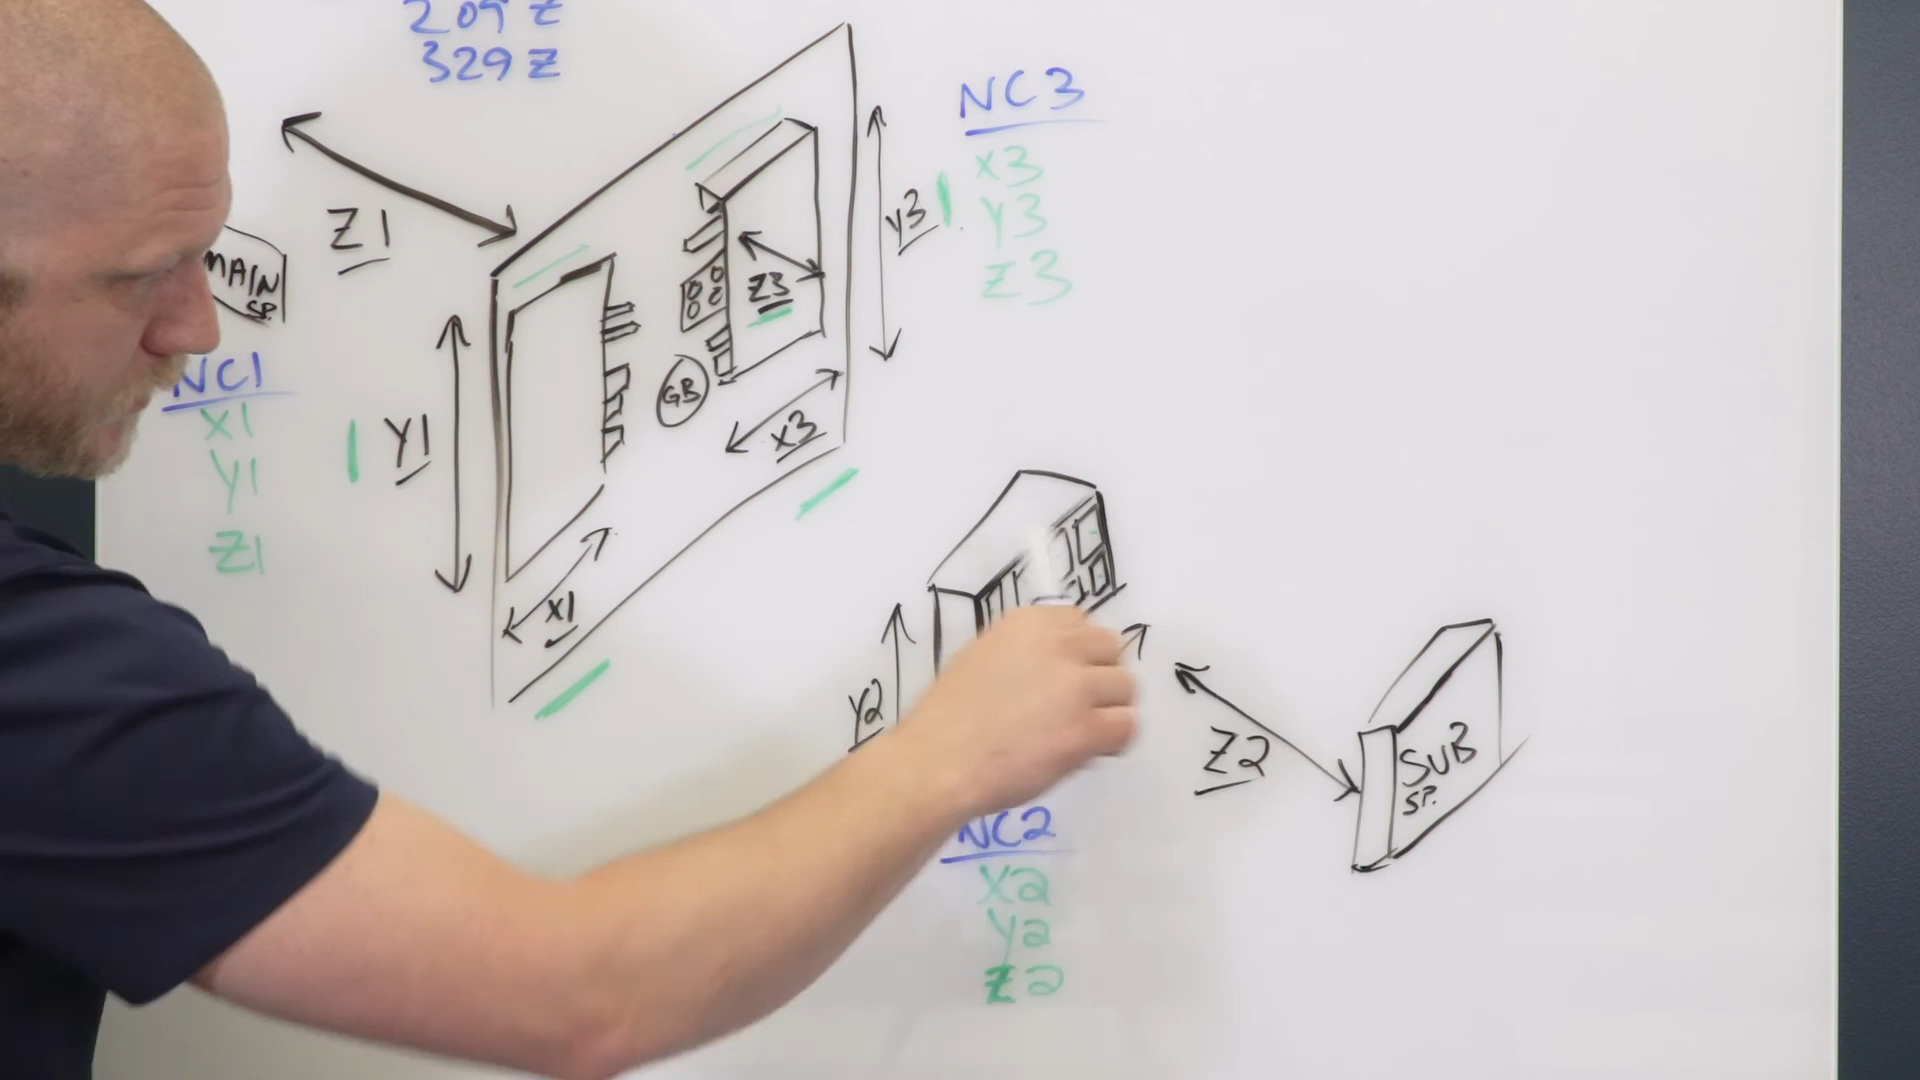 209 Z
329 Z
NC3
X3
Y3
Z3
Z1
MAIN
SP.
Y3
Z3
GB
X3
NC1
X1
Y1
Z1
Y1
X1
Y2
Z2
SUB
SP.
NC2
X2
Y2
Z2